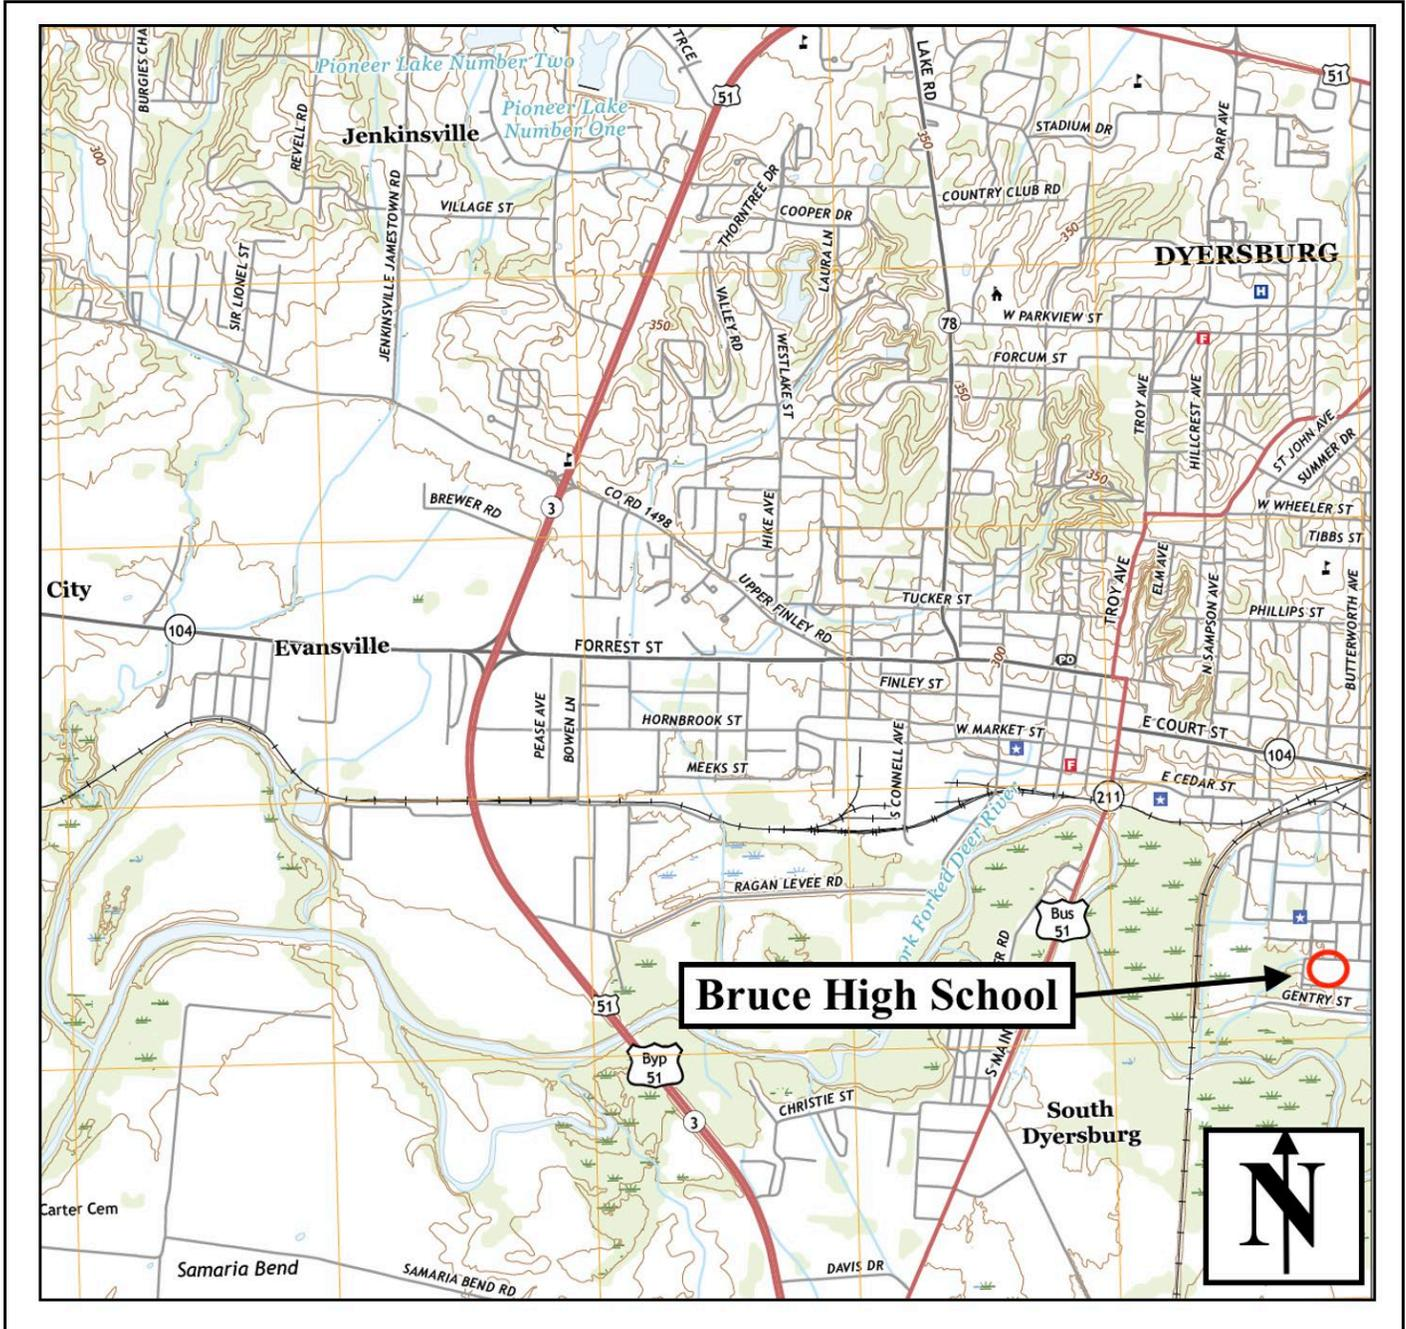 BURGIES CHA
TRCE
LAKE RD
51
Pioneer Lake Number Two
51
Pioneer Lake
Number One
REVELL RD
Jenkinsville
STADIUM DR
PARR AVE
350
300
VILLAGE ST
THORNTREE DR
COOPER DR
COUNTRY CLUB RD
350
DYERSBURG
SIR LIONEL ST
JENKINSVILLE JAMESTOWN RD
LAURA LN
H
VALLEY RD
350
78
W PARKVIEW ST
F
WESTLAKE ST
FORCUM ST
350
TROY AVE
HILLCREST AVE
ST JOHN AVE
SUMMER DR
350
BREWER RD
3
CO RD 1498
HIKE AVE
W WHEELER ST
TIBBS ST
City
UPPER FINLEY RD
TUCKER ST
TROY AVE
ELM AVE
N SAMPSON AVE
PHILLIPS ST
BUTTERWORTH AVE
104
Evansville
FORREST ST
300
PO
FINLEY ST
PEASE AVE
BOWEN LN
HORNBROOK ST
W MARKET ST
E COURT ST
104
MEEKS ST
S CONNELL AVE
F
E CEDAR ST
211
RAGAN LEVEE RD
ork Forked Deer River
Bus
51
ER RD
Bruce High School
GENTRY ST
51
S MAIN
Byp
51
3
CHRISTIE ST
South
Dyersburg
N
Carter Cem
Samaria Bend
SAMARIA BEND RD
DAVIS DR